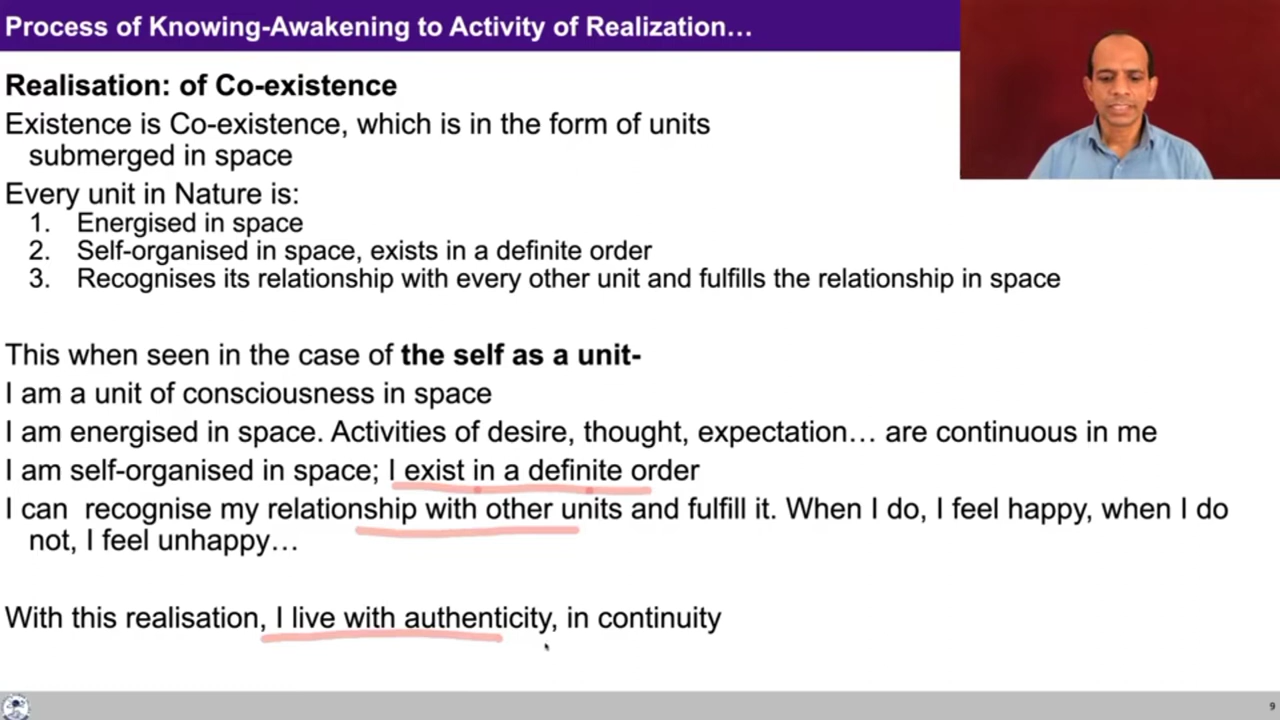 Process of Knowing-Awakening to Activity of Realization…
Realisation: of Co-existence
Existence is Co-existence, which is in the form of units
submerged in space
Every unit in Nature is:
1. Energised in space
2. Self-organised in space, exists in a definite order
3. Recognises its relationship with every other unit and fulfills the relationship in space
This when seen in the case of the self as a unit-
I am a unit of consciousness in space
I am energised in space. Activities of desire, thought, expectation… are continuous in me
I am self-organised in space; I exist in a definite order
I can recognise my relationship with other units and fulfill it. When I do, I feel happy, when I do
not, I feel unhappy…
With this realisation, I live with authenticity, in continuity
9